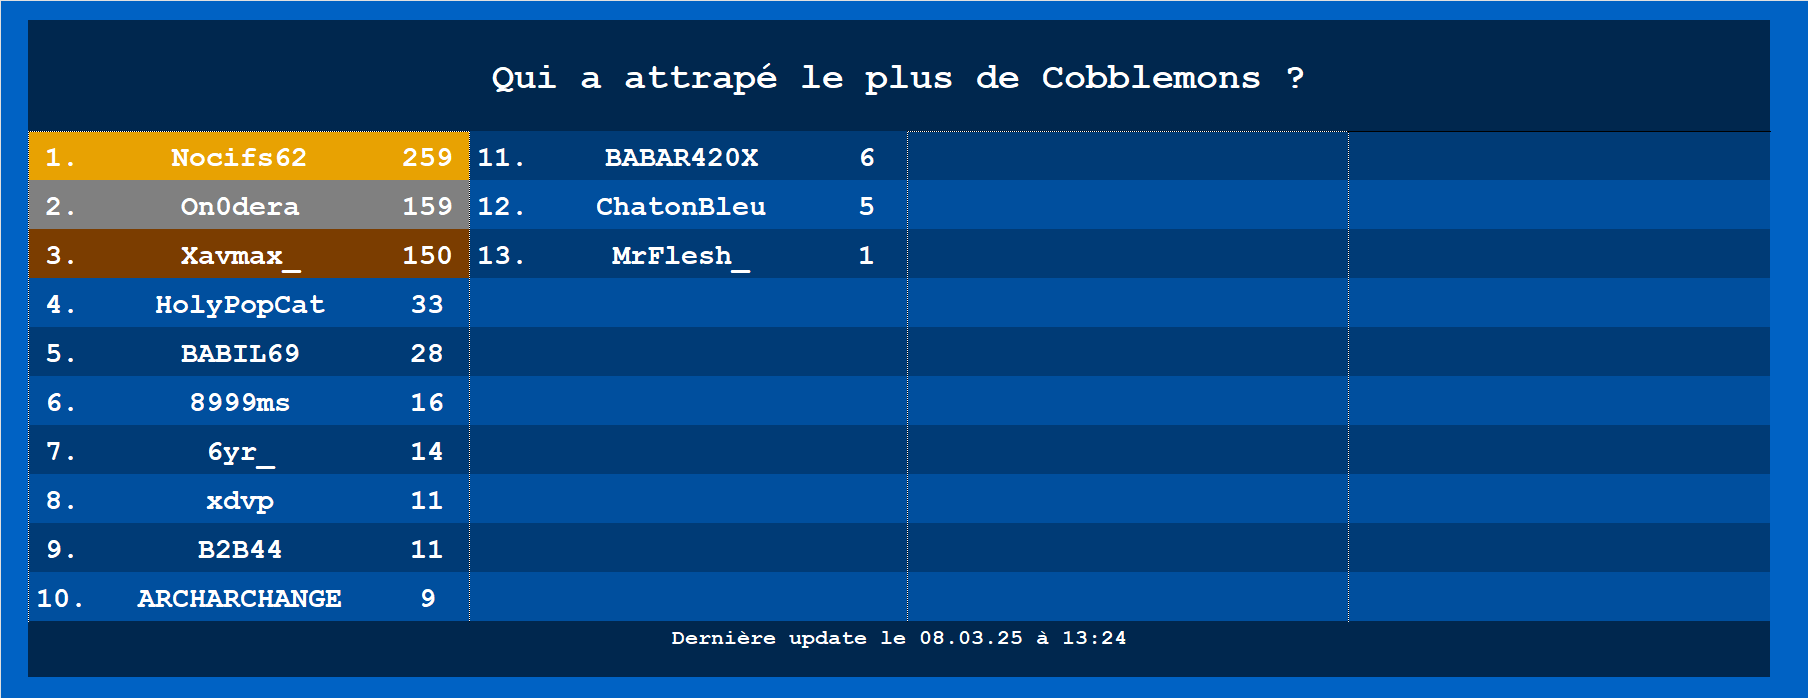 Qui a attrapé le plus de Cobblemons ?
1. Nocifs62 259
2. On0dera 159
3. Xavmax_ 150
4. HolyPopCat 33
5. BABIL69 28
6. 8999ms 16
7. 6yr_ 14
8. xdvp 11
9. B2B44 11
10. ARCHARCHANGE 9
11. BABAR420X 6
12. ChatonBleu 5
13. MrFlesh_ 1
Dernière update le 08.03.25 à 13:24